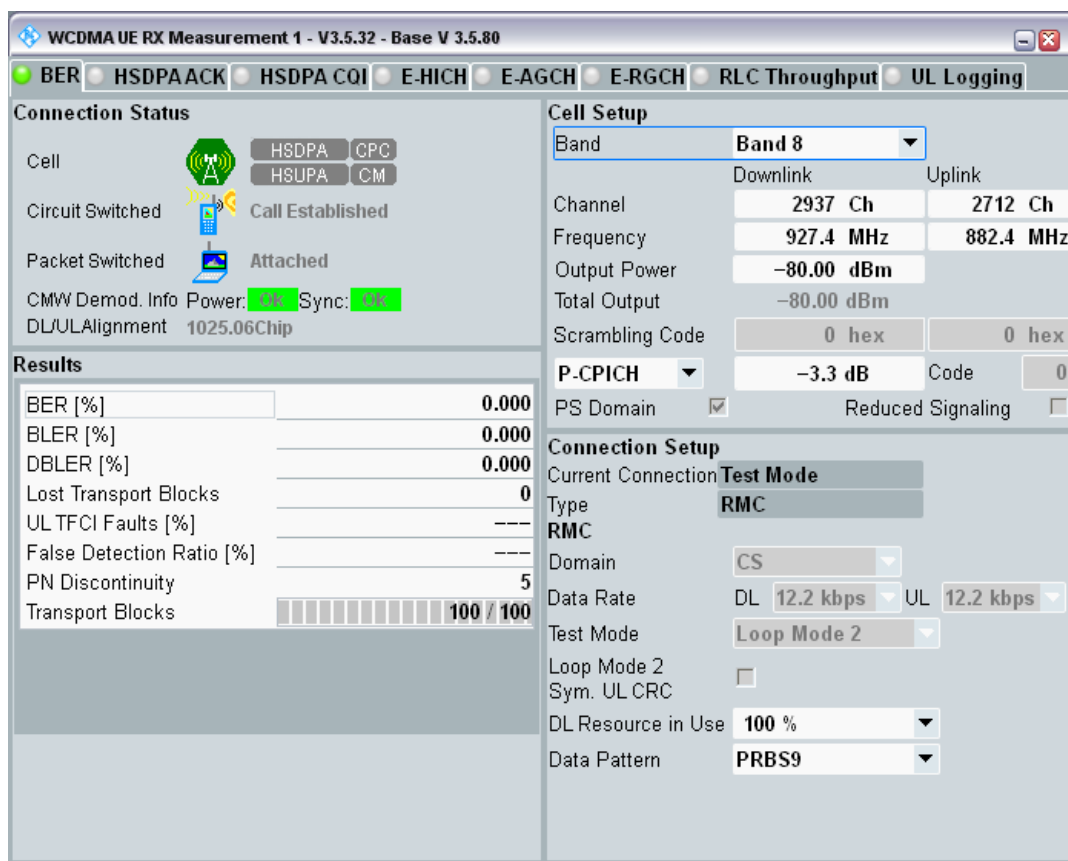 WCDMA UE RX Measurement 1 - V3.5.32 - Base V 3.5.80
BER HSDPA ACK HSDPA CQI E-HICH E-AGCH E-RGCH RLC Throughput UL Logging
Connection Status
Cell HSDPA CPC
HSUPA CM
Circuit Switched Call Established
Packet Switched Attached
CMW Demod. Info Power: Ok Sync: Ok
DL/ULAlignment 1025.06Chip
Results
BER [%] 0.000
BLER [%] 0.000
DBLER [%] 0.000
Lost Transport Blocks 0
UL TFCI Faults [%] ---
False Detection Ratio [%] ---
PN Discontinuity 5
Transport Blocks 100 / 100
Cell Setup
Band Band 8
Downlink Uplink
Channel 2937 Ch 2712 Ch
Frequency 927.4 MHz 882.4 MHz
Output Power -80.00 dBm
Total Output -80.00 dBm
Scrambling Code 0 hex 0 hex
P-CPICH -3.3 dB Code 0
PS Domain Reduced Signaling
Connection Setup
Current Connection Test Mode
Type RMC
RMC
Domain CS
Data Rate DL 12.2 kbps UL 12.2 kbps
Test Mode Loop Mode 2
Loop Mode 2
Sym. UL CRC
DL Resource in Use 100 %
Data Pattern PRBS9